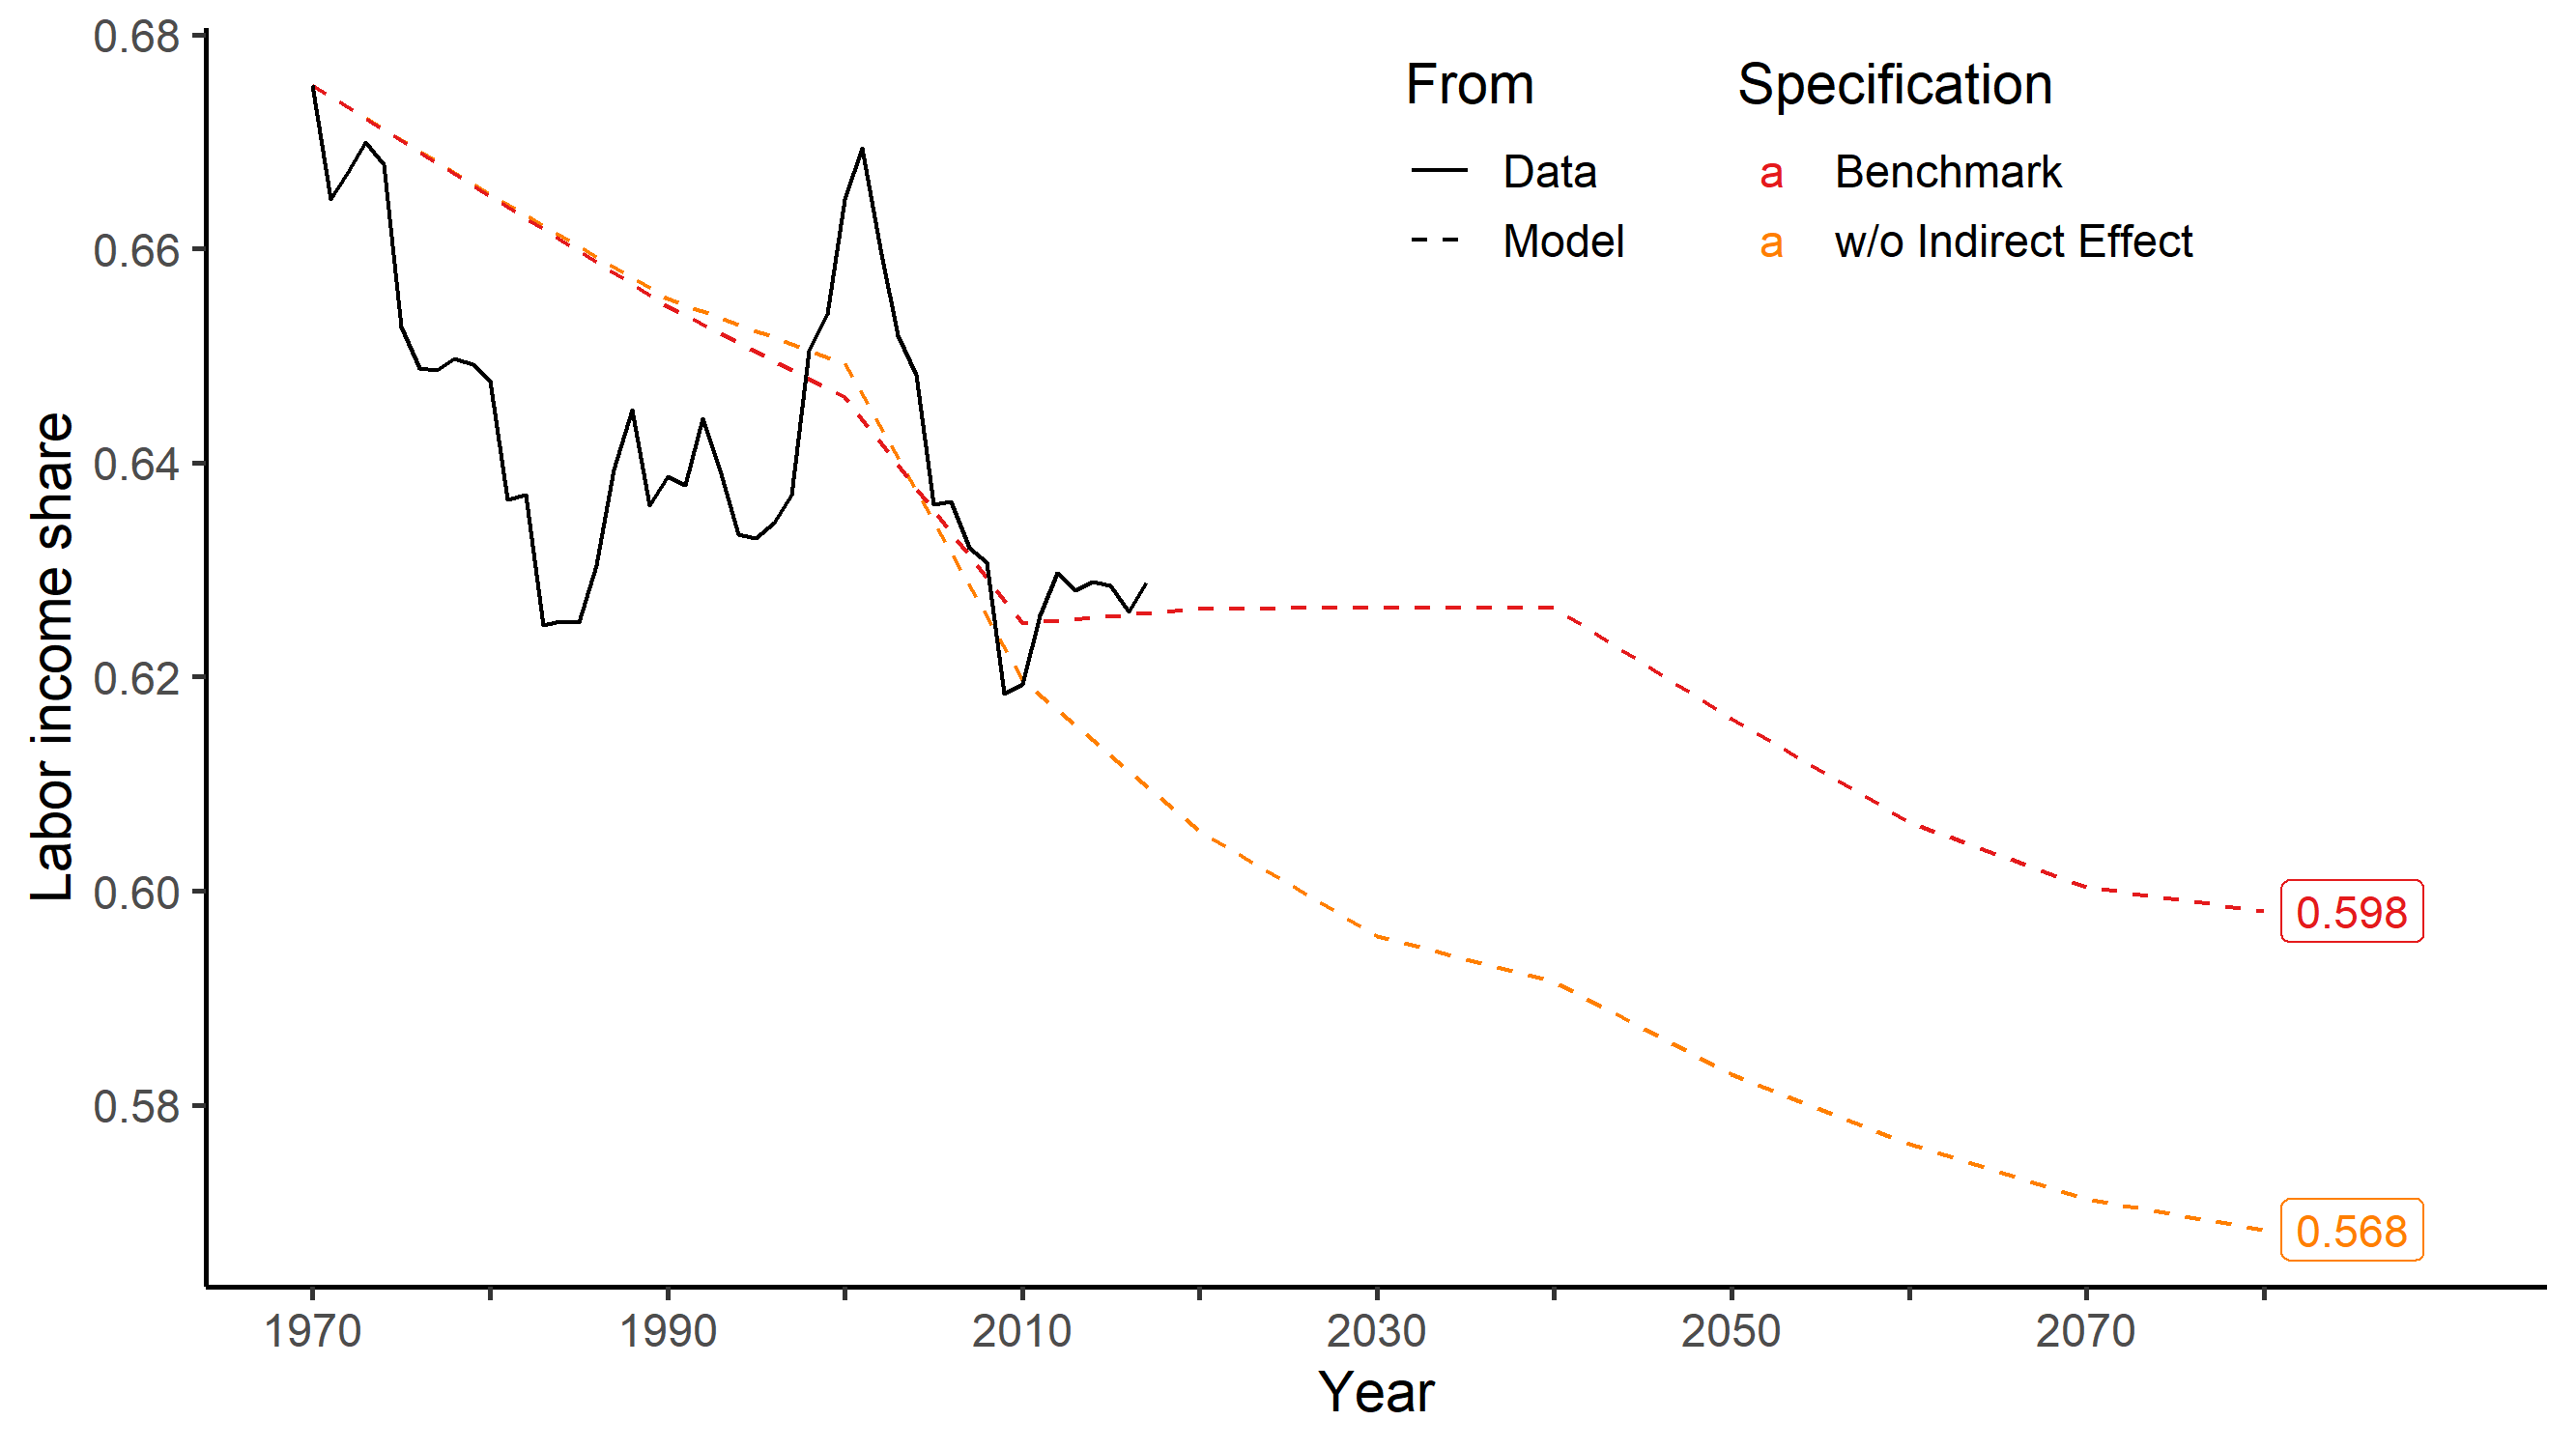 From
Specification
Data
a Benchmark
Model
a w/o Indirect Effect
Labor income share
0.68
0.66
0.64
0.62
0.60
0.58
0.598
0.568
1970 1990 2010 2030 2050 2070
Year